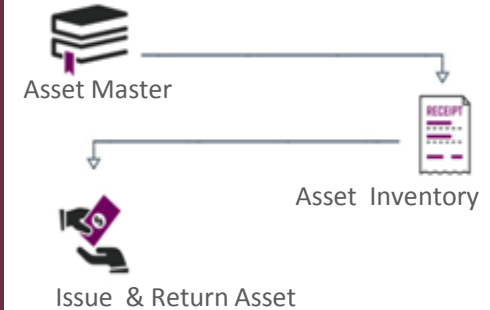 Asset Master
RECEIPT
Asset  Inventory
Issue  & Return Asset